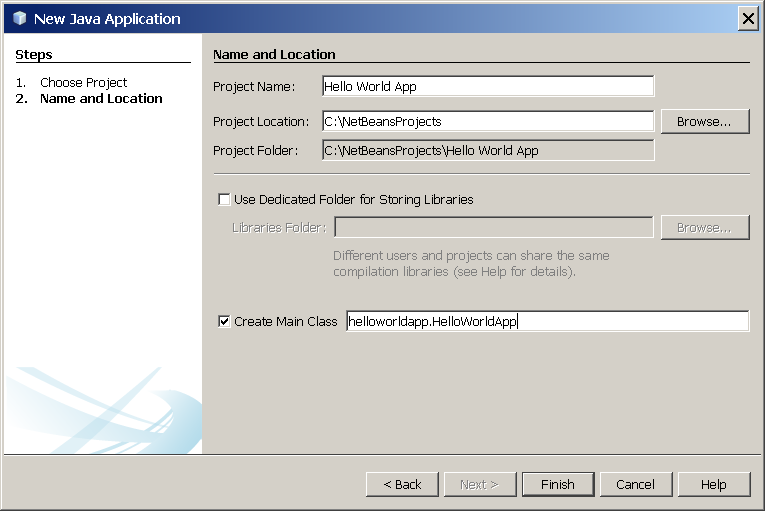 New Java Application
Steps
1. Choose Project
2. Name and Location
Name and Location
Project Name: Hello World App
Project Location: C:\NetBeansProjects Browse...
Project Folder: C:\NetBeansProjects\Hello World App
Use Dedicated Folder for Storing Libraries
Libraries Folder: Browse...
Different users and projects can share the same
compilation libraries (see Help for details).
Create Main Class helloworldapp.HelloWorldApp
< Back Next > Finish Cancel Help